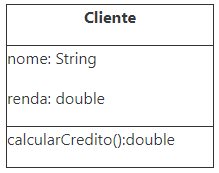 Cliente
nome: String
renda: double
calcularCredito():double